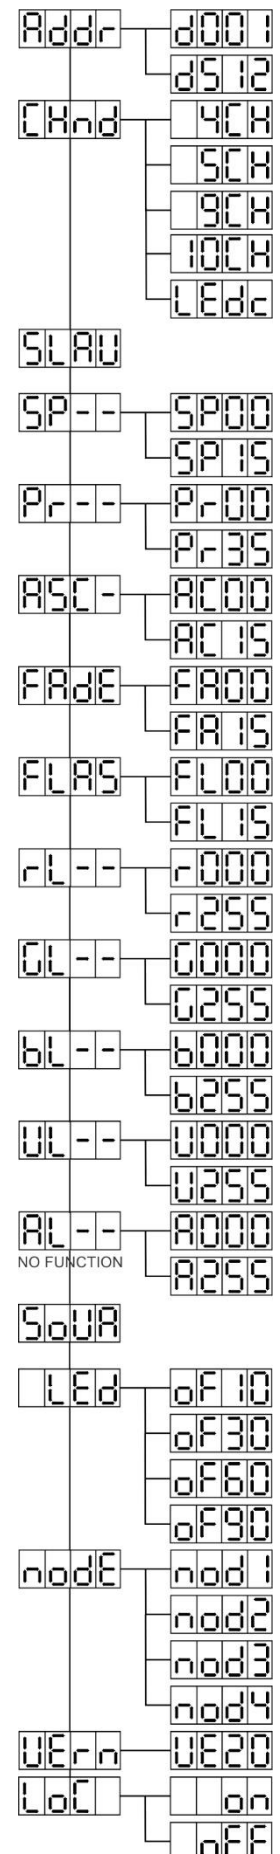 Addr d001
d512
CHnd 4CH
5CH
9CH
10CH
LEdc
SLAU
SP-- SP00
SP15
Pr-- Pr00
Pr35
ASC- AC00
AC15
FAdE FA00
FA15
FLAS FL00
FL15
rL-- r000
r255
GL-- G000
G255
bL-- b000
b255
UL-- U000
U255
AL-- A000
NO FUNCTION
A255
SoUA
LEd oF10
oF30
oF60
oF90
nodE nod1
nod2
nod3
nod4
UErn UE20
LoC on
oFF